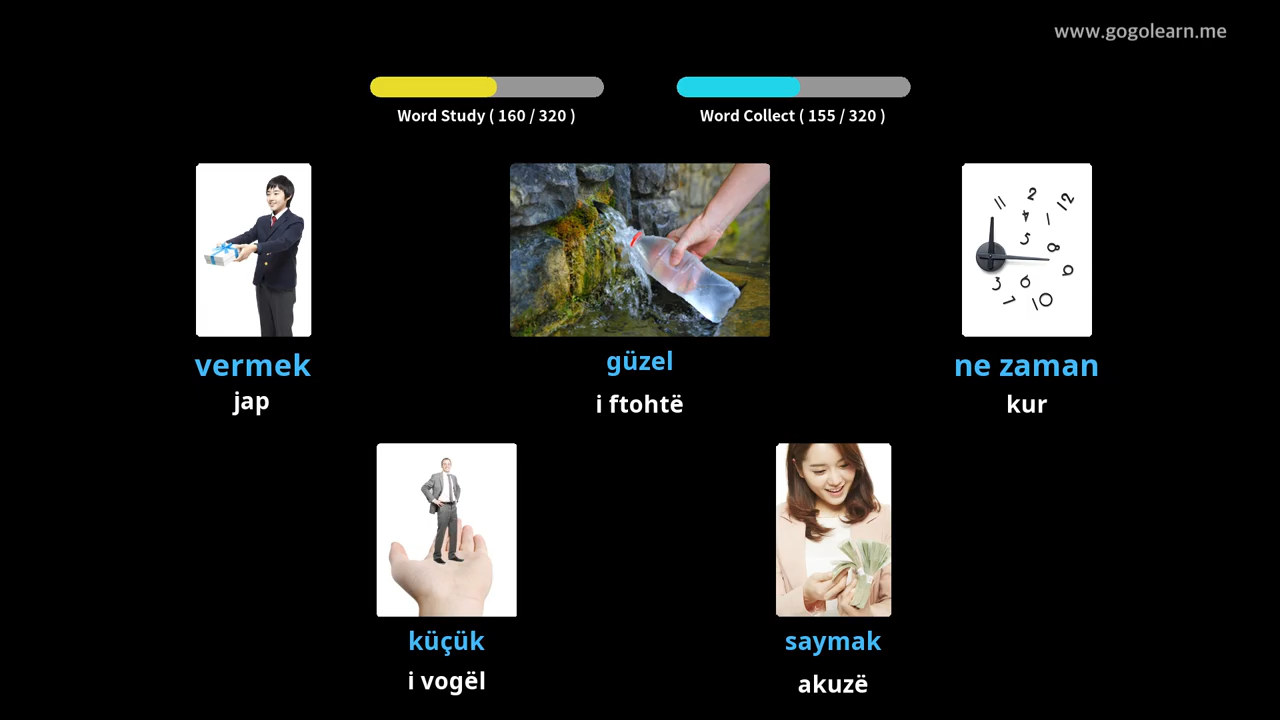 www.gogolearn.me
Word Study ( 160 / 320 )
Word Collect ( 155 / 320 )
vermek
jap
güzel
i ftohtë
ne zaman
kur
küçük
i vogël
saymak
akuzë